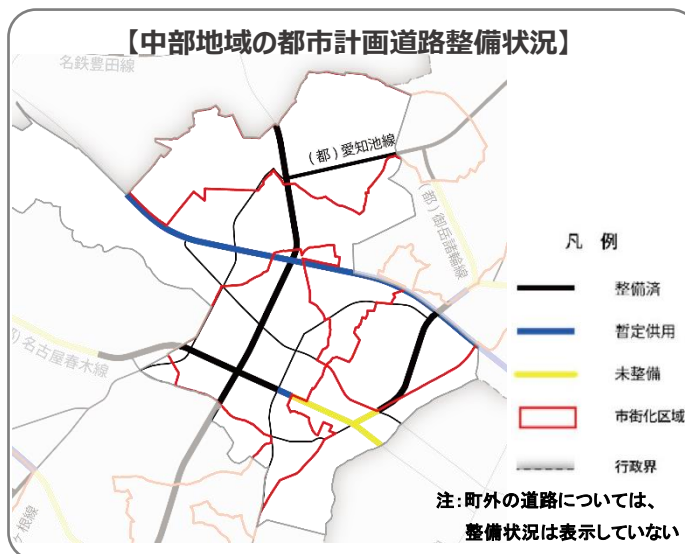 【中部地域の都市計画道路整備状況】
名鉄豊田線
(都)愛知池線
(都)御岳諸輪線
凡 例
整備済
暫定供用
未整備
市街化区域
行政界
)名古屋春木線
ヶ根線
注:町外の道路については、
整備状況は表示していない